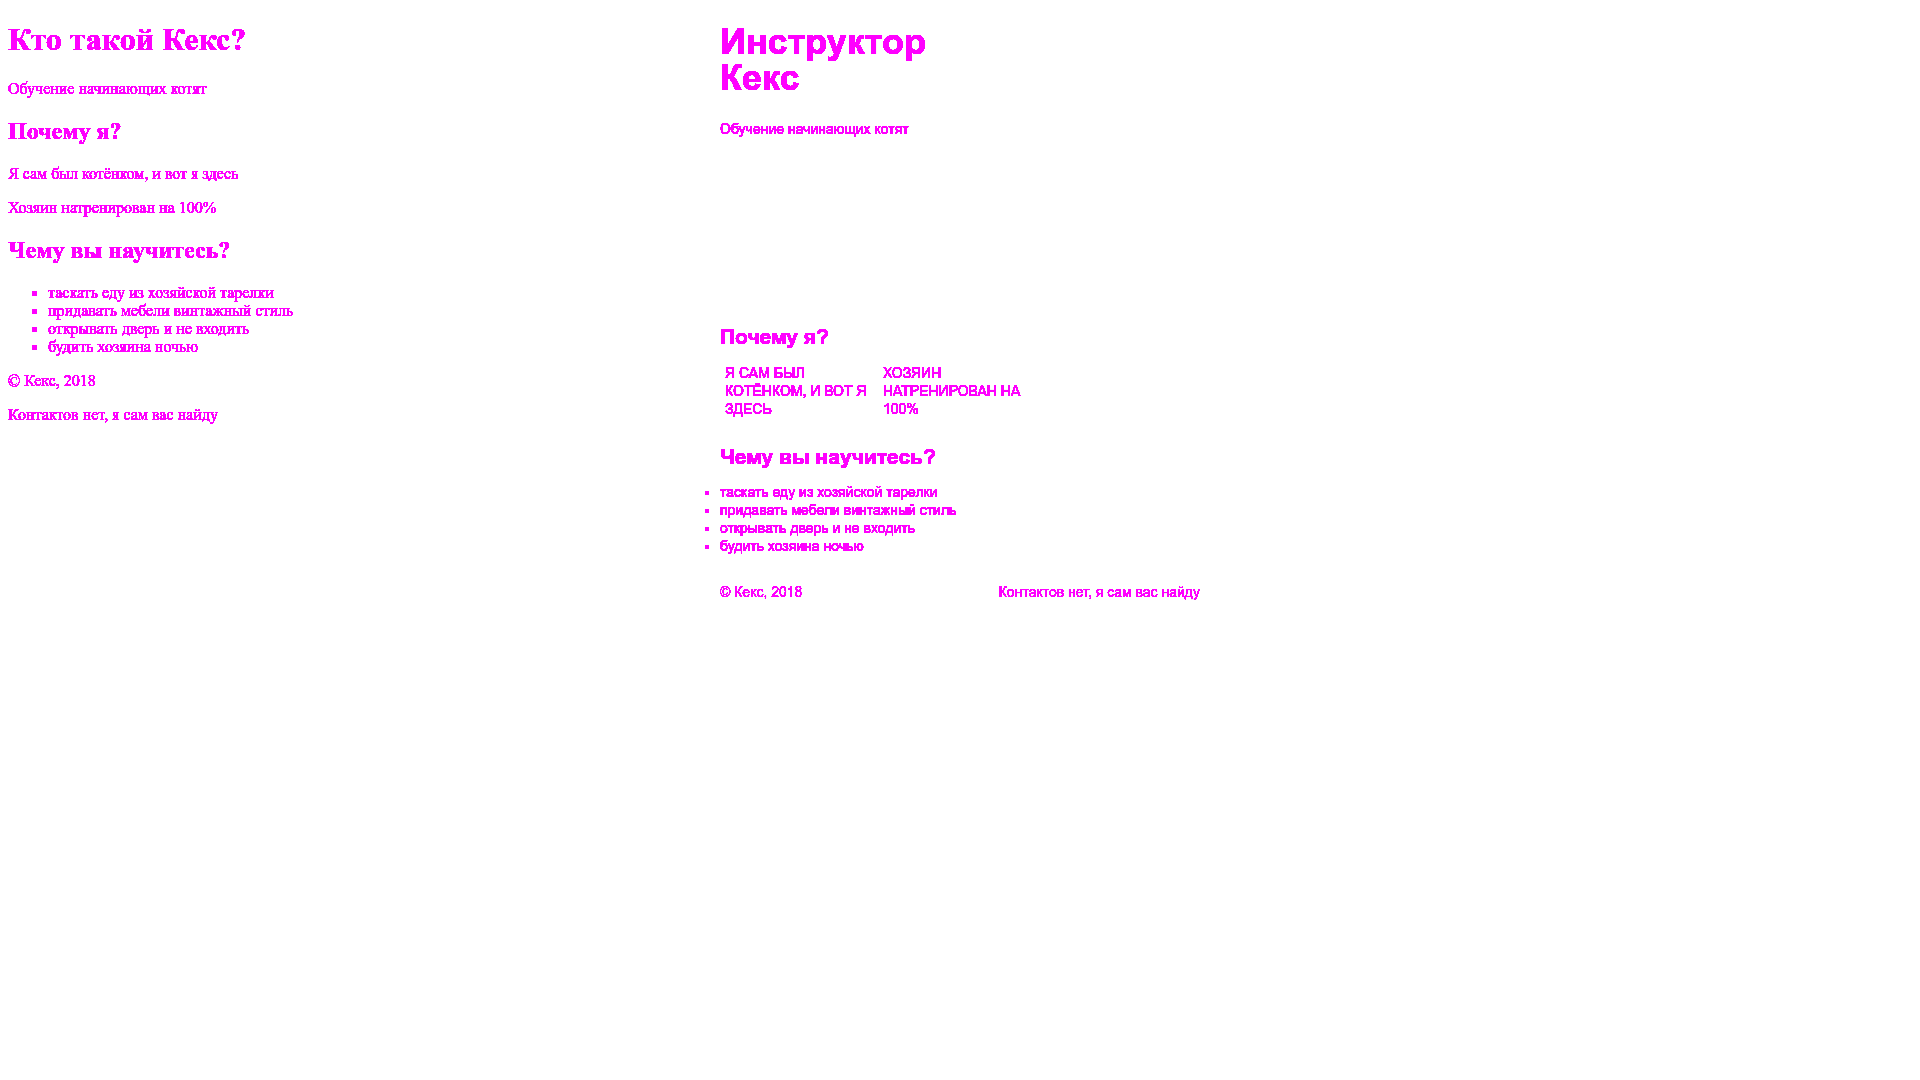 Кто такой Кекс?
Обучение начинающих котят
Почему я?
Я сам был котёнком, и вот я здесь
Хозяин натренирован на 100%
Чему вы научитесь?
таскать еду из хозяйской тарелки
придавать мебели винтажный стиль
открывать дверь и не входить
будить хозяина ночью
© Кекс, 2018
Контактов нет, я сам вас найду
Инструктор
Кекс
Обучение начинающих котят
Почему я?
Я САМ БЫЛ
КОТЁНКОМ, И ВОТ Я
ЗДЕСЬ
ХОЗЯИН
НАТРЕНИРОВАН НА
100%
Чему вы научитесь?
таскать еду из хозяйской тарелки
придавать мебели винтажный стиль
открывать дверь и не входить
будить хозяина ночью
© Кекс, 2018
Контактов нет, я сам вас найду